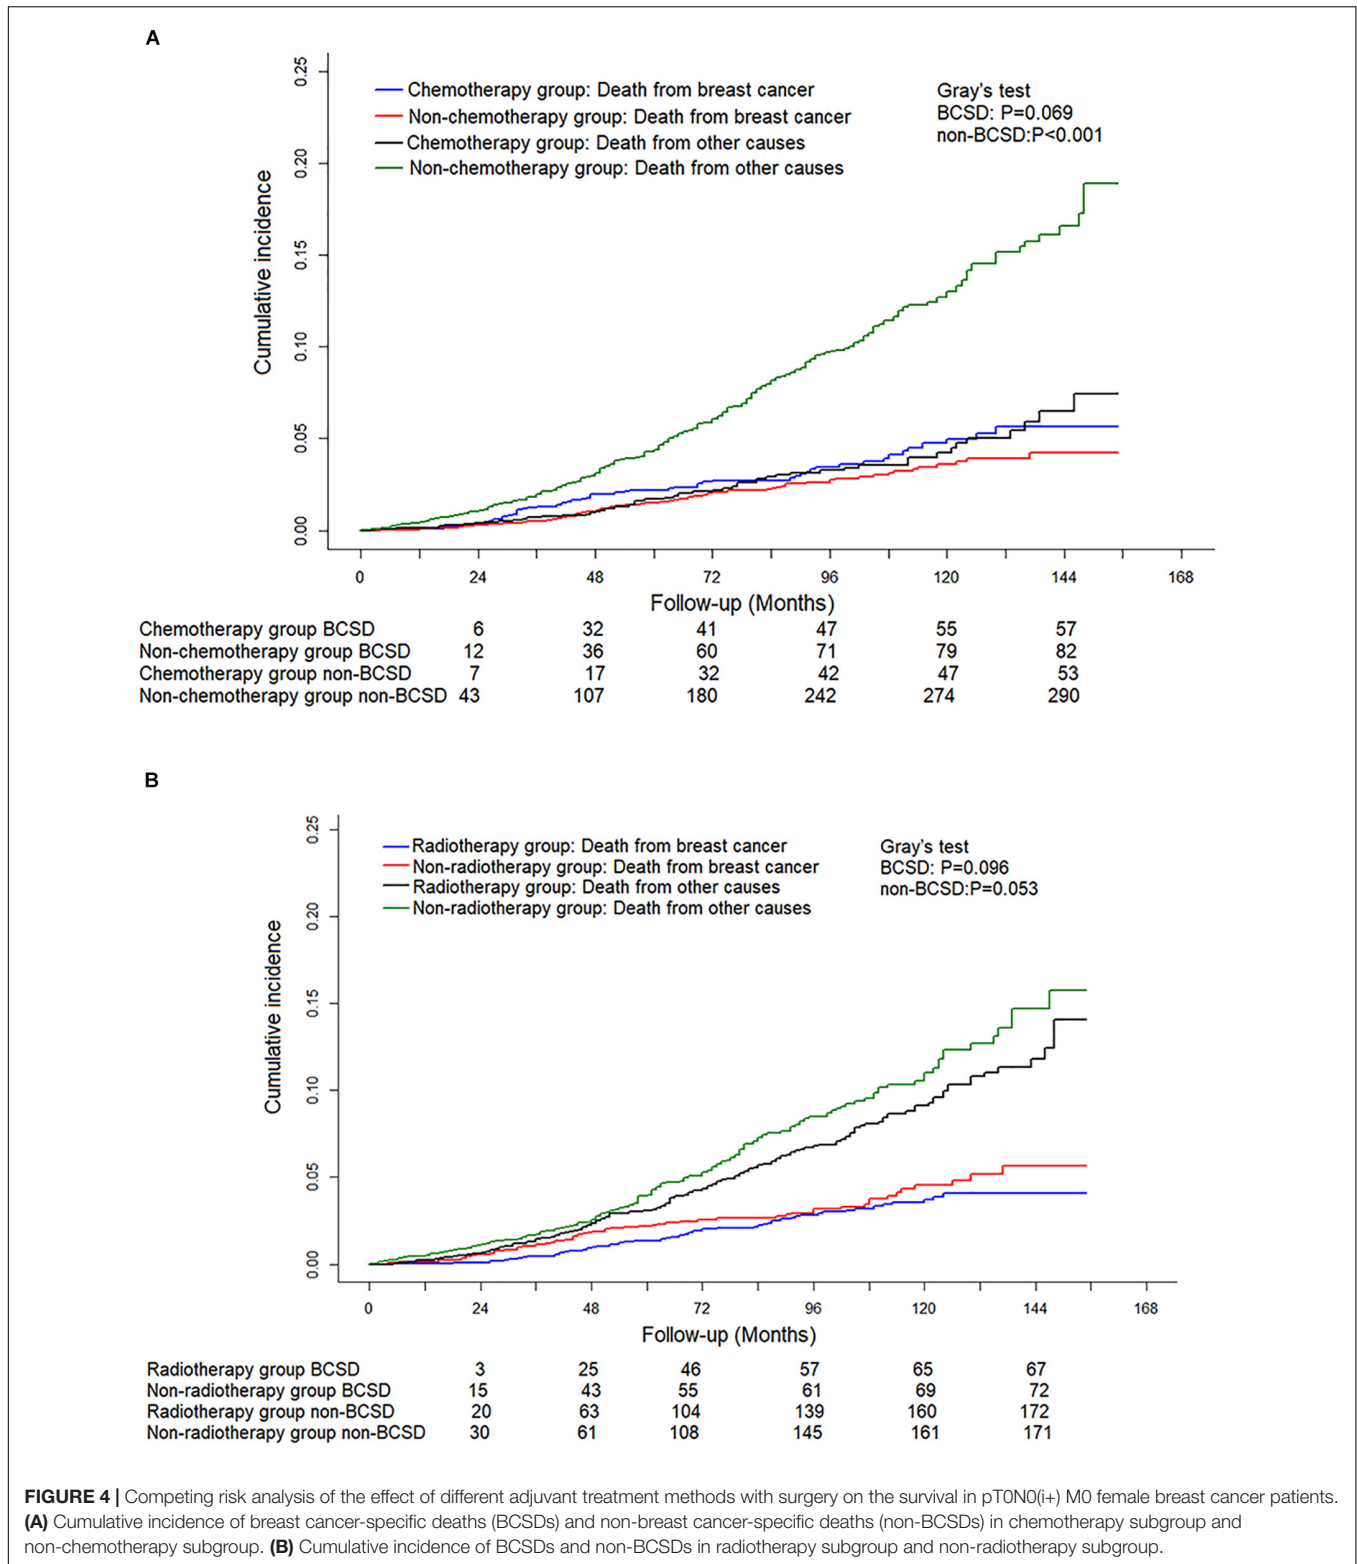 A
0.25
0.20
0.15
0.10
0.05
0.00
Cumulative incidence
Chemotherapy group: Death from breast cancer
Non-chemotherapy group: Death from breast cancer
Chemotherapy group: Death from other causes
Non-chemotherapy group: Death from other causes
Gray's test
BCSD: P=0.069
non-BCSD:P<0.001
0 24 48 72 96 120 144 168
Follow-up (Months)
Chemotherapy group BCSD 6 32 41 47 55 57
Non-chemotherapy group BCSD 12 36 60 71 79 82
Chemotherapy group non-BCSD 7 17 32 42 47 53
Non-chemotherapy group non-BCSD 43 107 180 242 274 290
B
0.25
0.20
0.15
0.10
0.05
0.00
Cumulative incidence
Radiotherapy group: Death from breast cancer
Non-radiotherapy group: Death from breast cancer
Radiotherapy group: Death from other causes
Non-radiotherapy group: Death from other causes
Gray's test
BCSD: P=0.096
non-BCSD:P=0.053
0 24 48 72 96 120 144 168
Follow-up (Months)
Radiotherapy group BCSD 3 25 46 57 65 67
Non-radiotherapy group BCSD 15 43 55 61 69 72
Radiotherapy group non-BCSD 20 63 104 139 160 172
Non-radiotherapy group non-BCSD 30 61 108 145 161 171
FIGURE 4 | Competing risk analysis of the effect of different adjuvant treatment methods with surgery on the survival in pT0N0(i+) M0 female breast cancer patients.
(A) Cumulative incidence of breast cancer-specific deaths (BCSDs) and non-breast cancer-specific deaths (non-BCSDs) in chemotherapy subgroup and
non-chemotherapy subgroup. (B) Cumulative incidence of BCSDs and non-BCSDs in radiotherapy subgroup and non-radiotherapy subgroup.